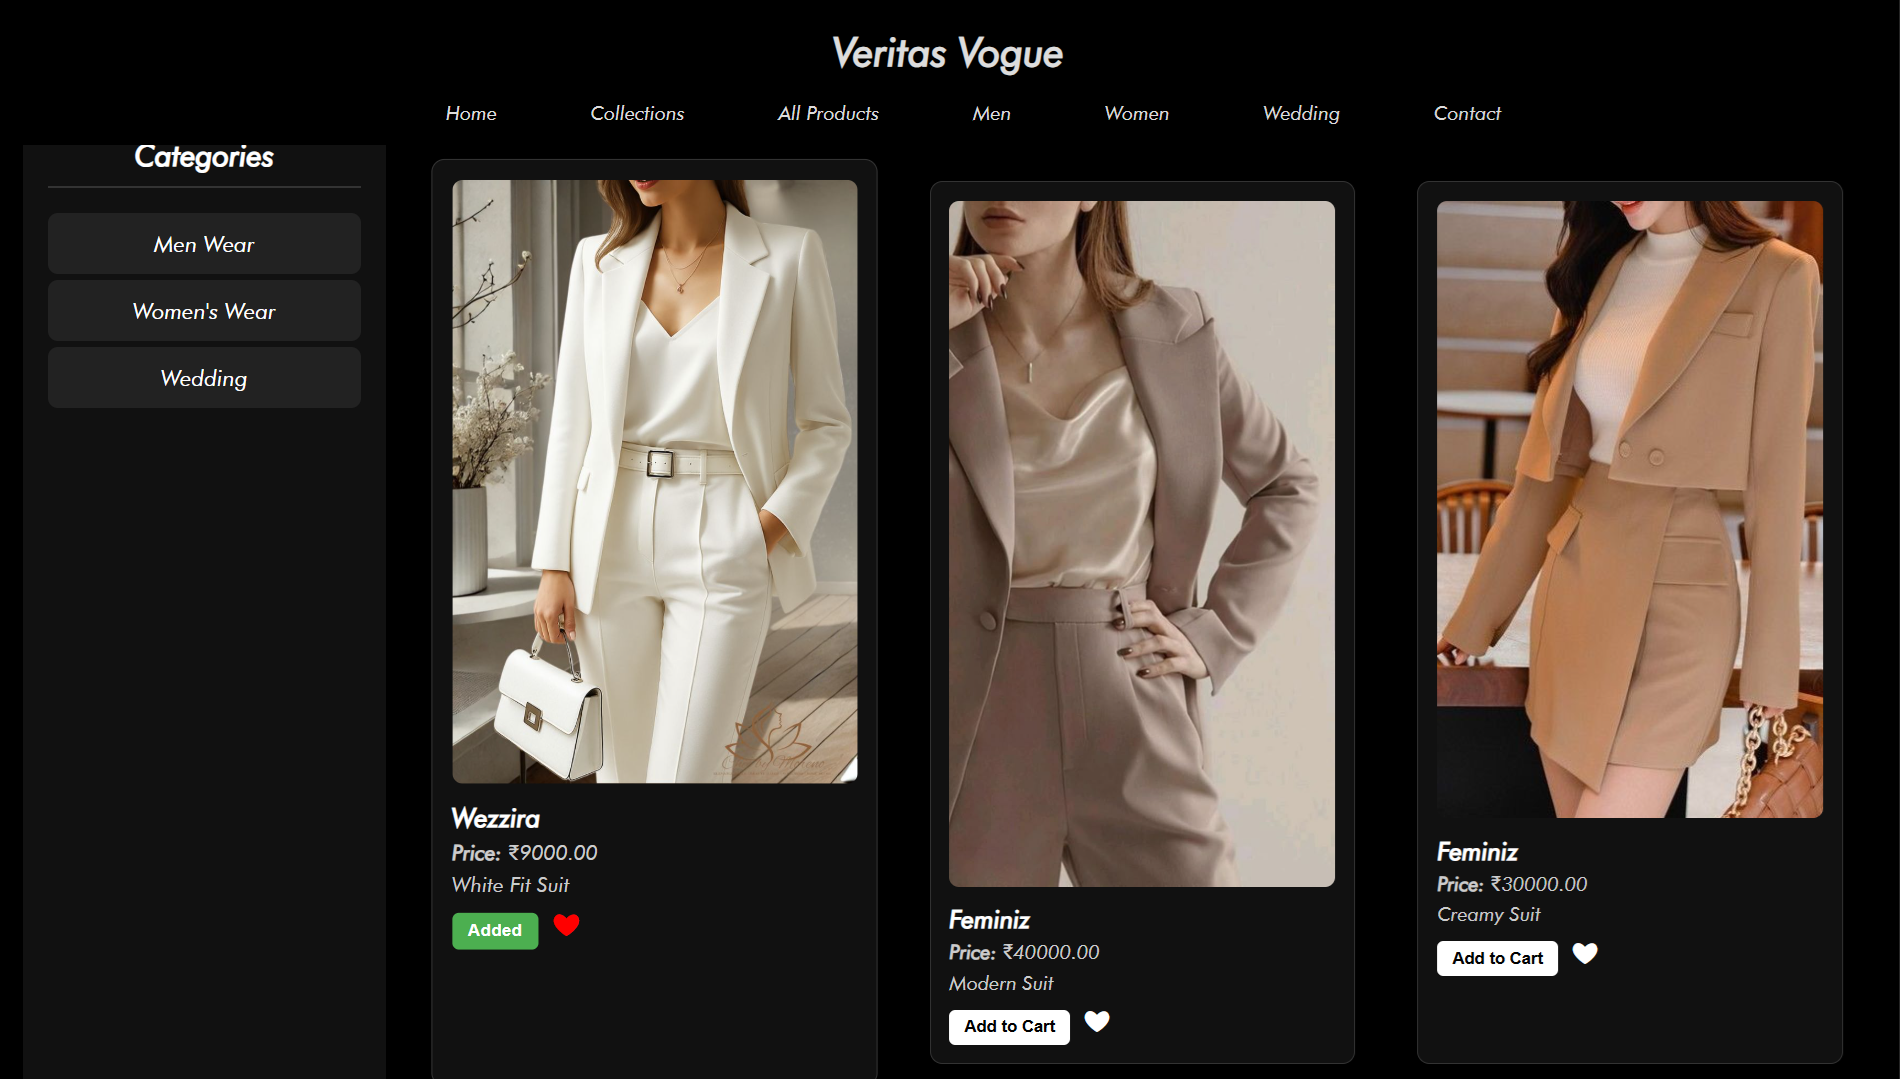 Veritas Vogue
Home Collections All Products Men Women Wedding Contact
Categories
Men Wear
Women's Wear
Wedding
Wezzira
Price: ₹9000.00
White Fit Suit
Added
Feminiz
Price: ₹40000.00
Modern Suit
Add to Cart
Feminiz
Price: ₹30000.00
Creamy Suit
Add to Cart